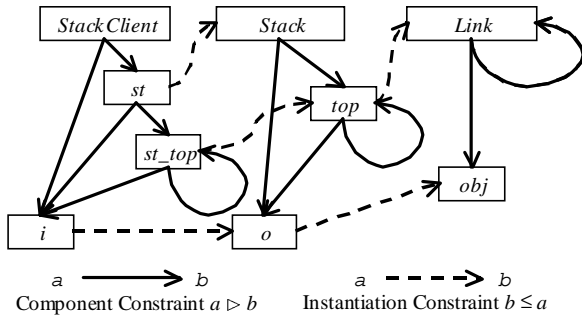 StackClient Stack Link
st
top
st_top
obj
i o
a b a b
Component Constraint a ▷ b Instantiation Constraint b ≤ a